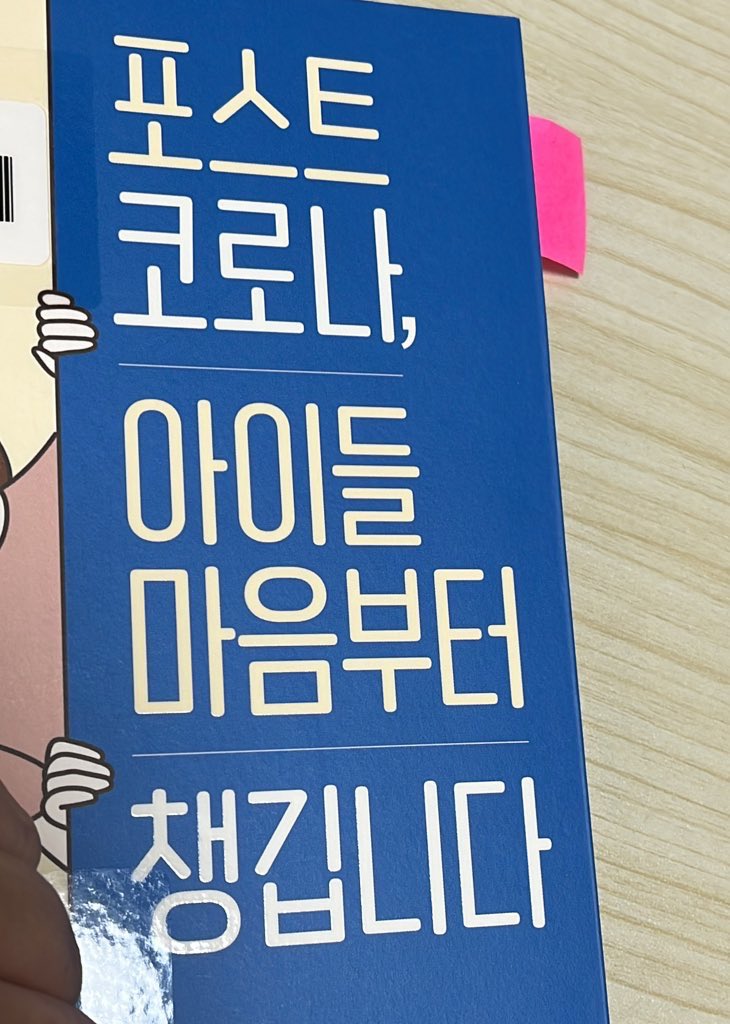 포스트
코로나,
아이들
마음부터
챙깁니다